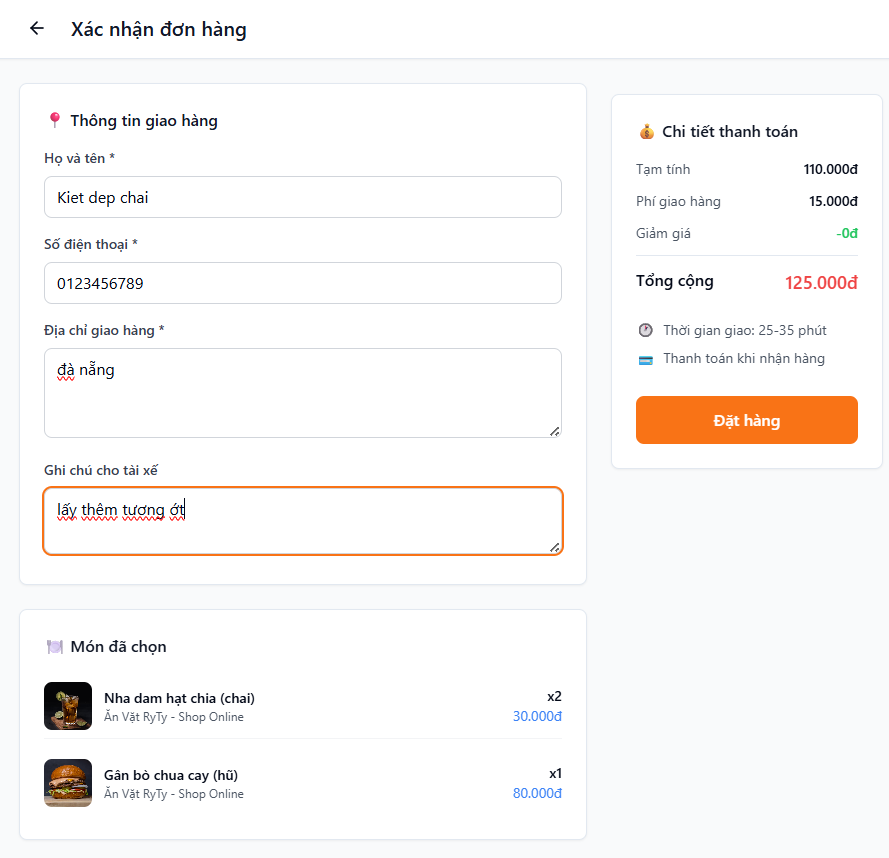 Xác nhận đơn hàng
Thông tin giao hàng
Họ và tên *
Kiet dep chai
Số điện thoại *
0123456789
Địa chỉ giao hàng *
đà nẵng
Ghi chú cho tài xế
lấy thêm tương ớt
Món đã chọn
Nha dam hạt chia (chai)
x2
Ăn Vặt RyTy - Shop Online
30.000đ
Gân bò chua cay (hũ)
x1
Ăn Vặt RyTy - Shop Online
80.000đ
Chi tiết thanh toán
Tạm tính 110.000đ
Phí giao hàng 15.000đ
Giảm giá -0đ
Tổng cộng 125.000đ
Thời gian giao: 25-35 phút
Thanh toán khi nhận hàng
Đặt hàng